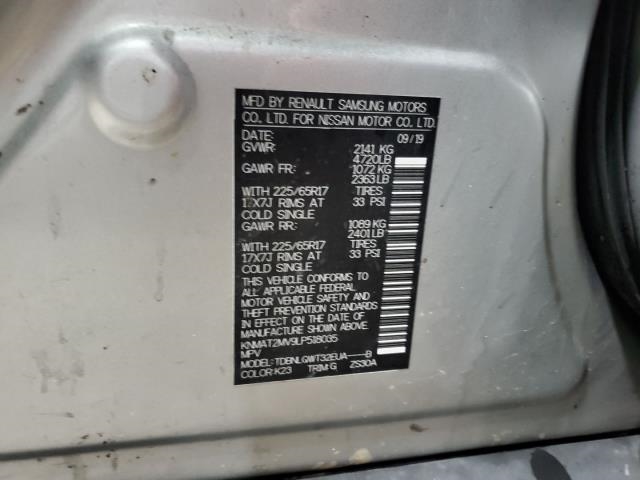 MFD BY RENAULT SAMSUNG MOTORS
CO., LTD. FOR NISSAN MOTOR CO., LTD.
DATE: 09/19
GVWR: 2141 KG
4720LB
GAWR FR: 1072 KG
2363LB
WITH 225/65R17 TIRES
17X7J RIMS AT 33 PSI
COLD SINGLE
GAWR RR: 1089 KG
2401LB
WITH 225/65R17 TIRES
17X7J RIMS AT 33 PSI
COLD SINGLE
THIS VEHICLE CONFORMS TO
ALL APPLICABLE FEDERAL
MOTOR VEHICLE SAFETY AND
THEFT PREVENTION STANDARDS
IN EFFECT ON THE DATE OF
MANUFACTURE SHOWN ABOVE.
KNMAT2MV9LP518035
MPV
MODEL: TDBNLGWT32EUA----B
COLOR: K23 TRIM: G ZS30A